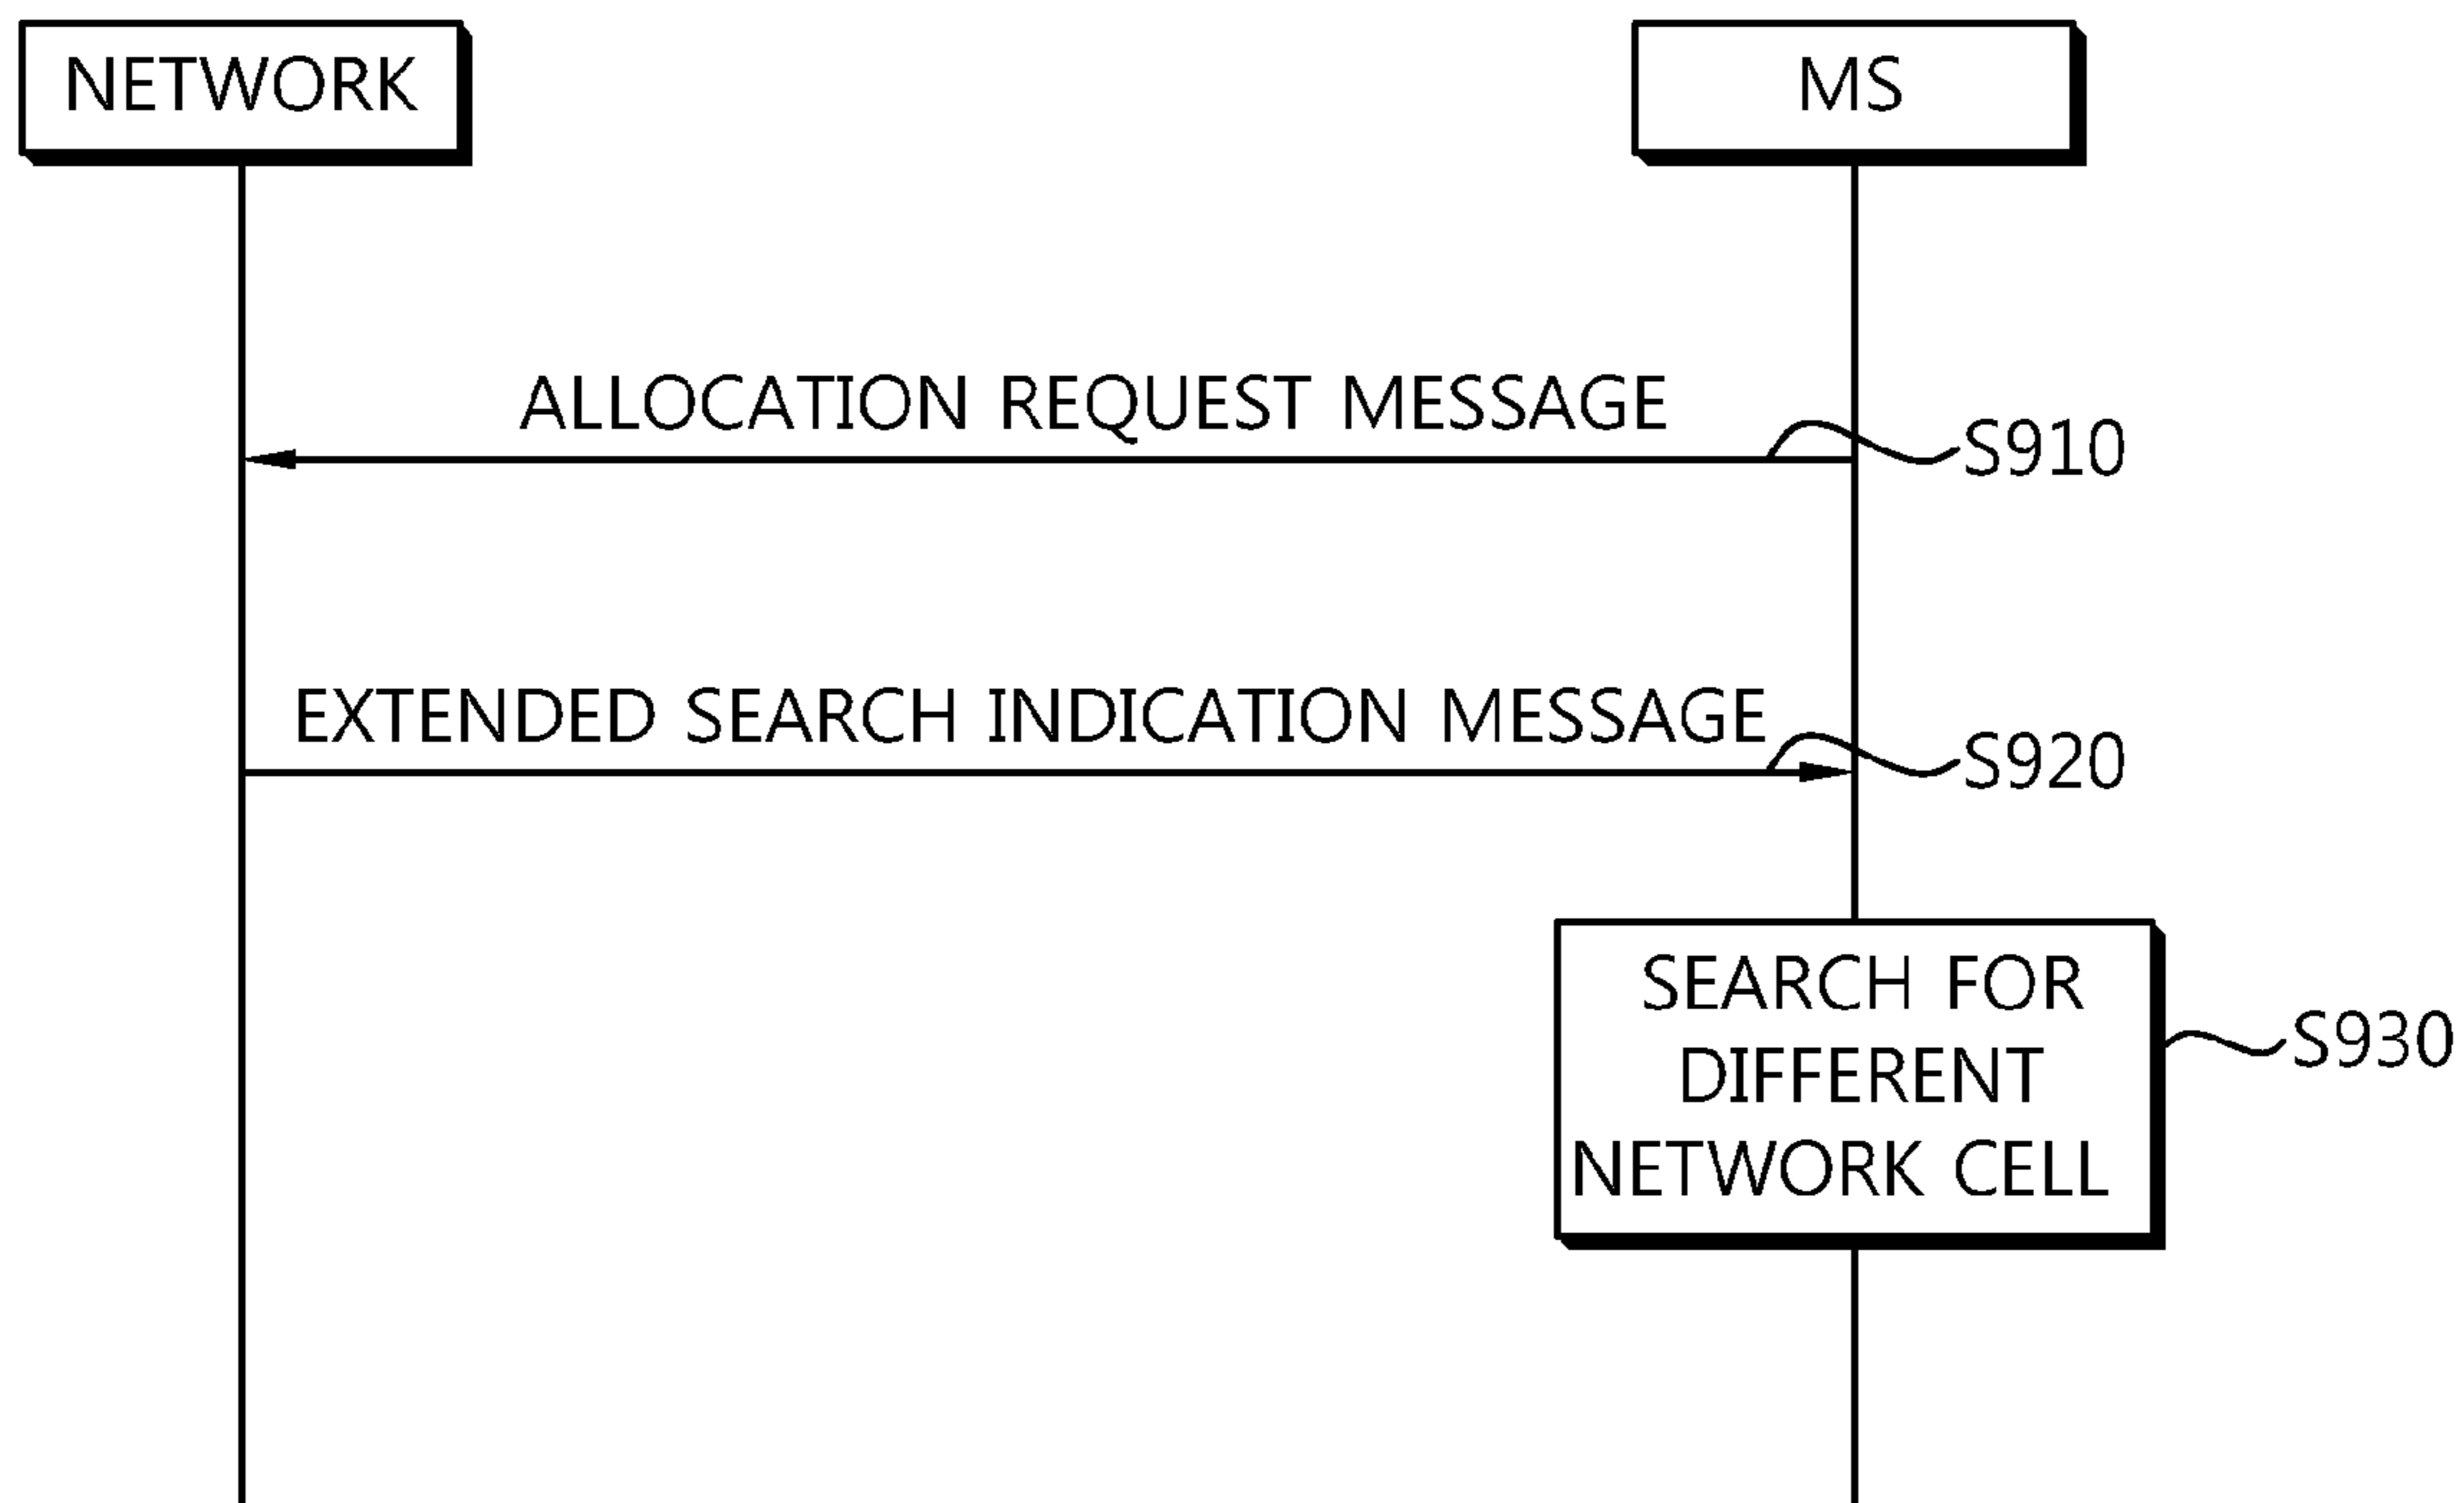 NETWORK
MS
ALLOCATION REQUEST MESSAGE
S910
EXTENDED SEARCH INDICATION MESSAGE
S920
SEARCH FOR
DIFFERENT
NETWORK CELL
S930